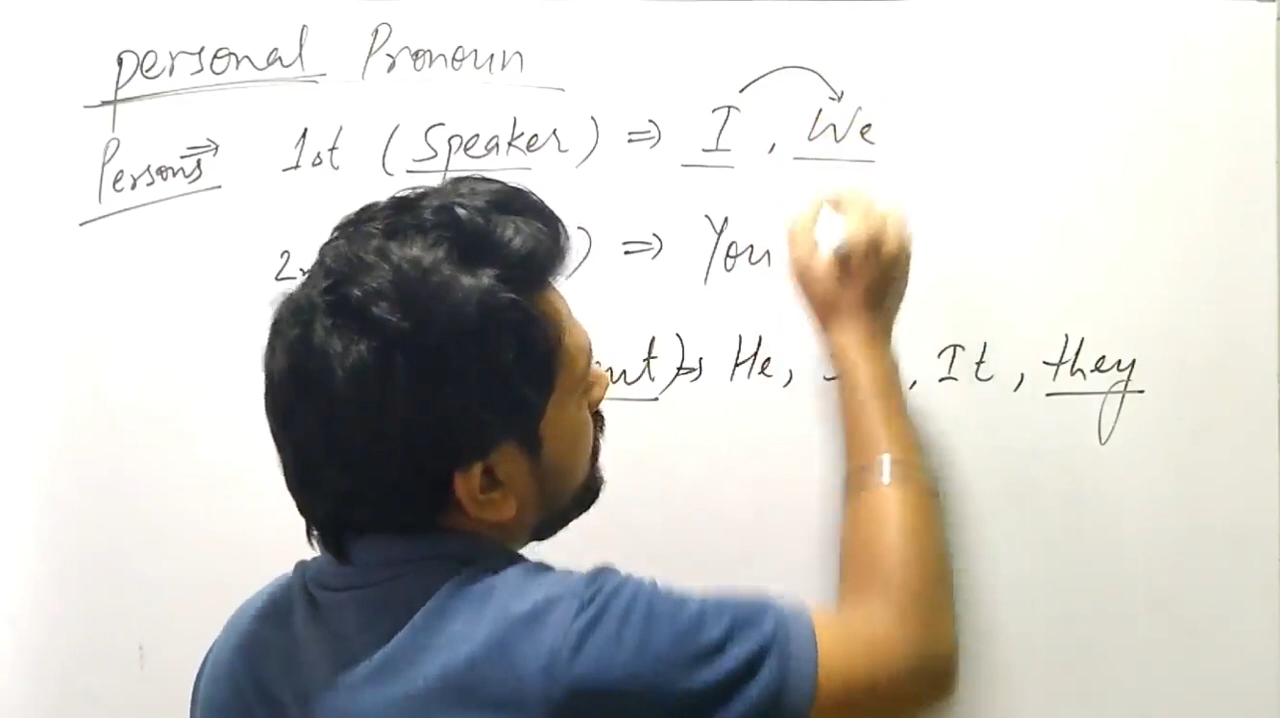 personal Pronoun
Persons ⇒ 1st (Speaker) ⇒ I, We
) ⇒ You
He, It, they